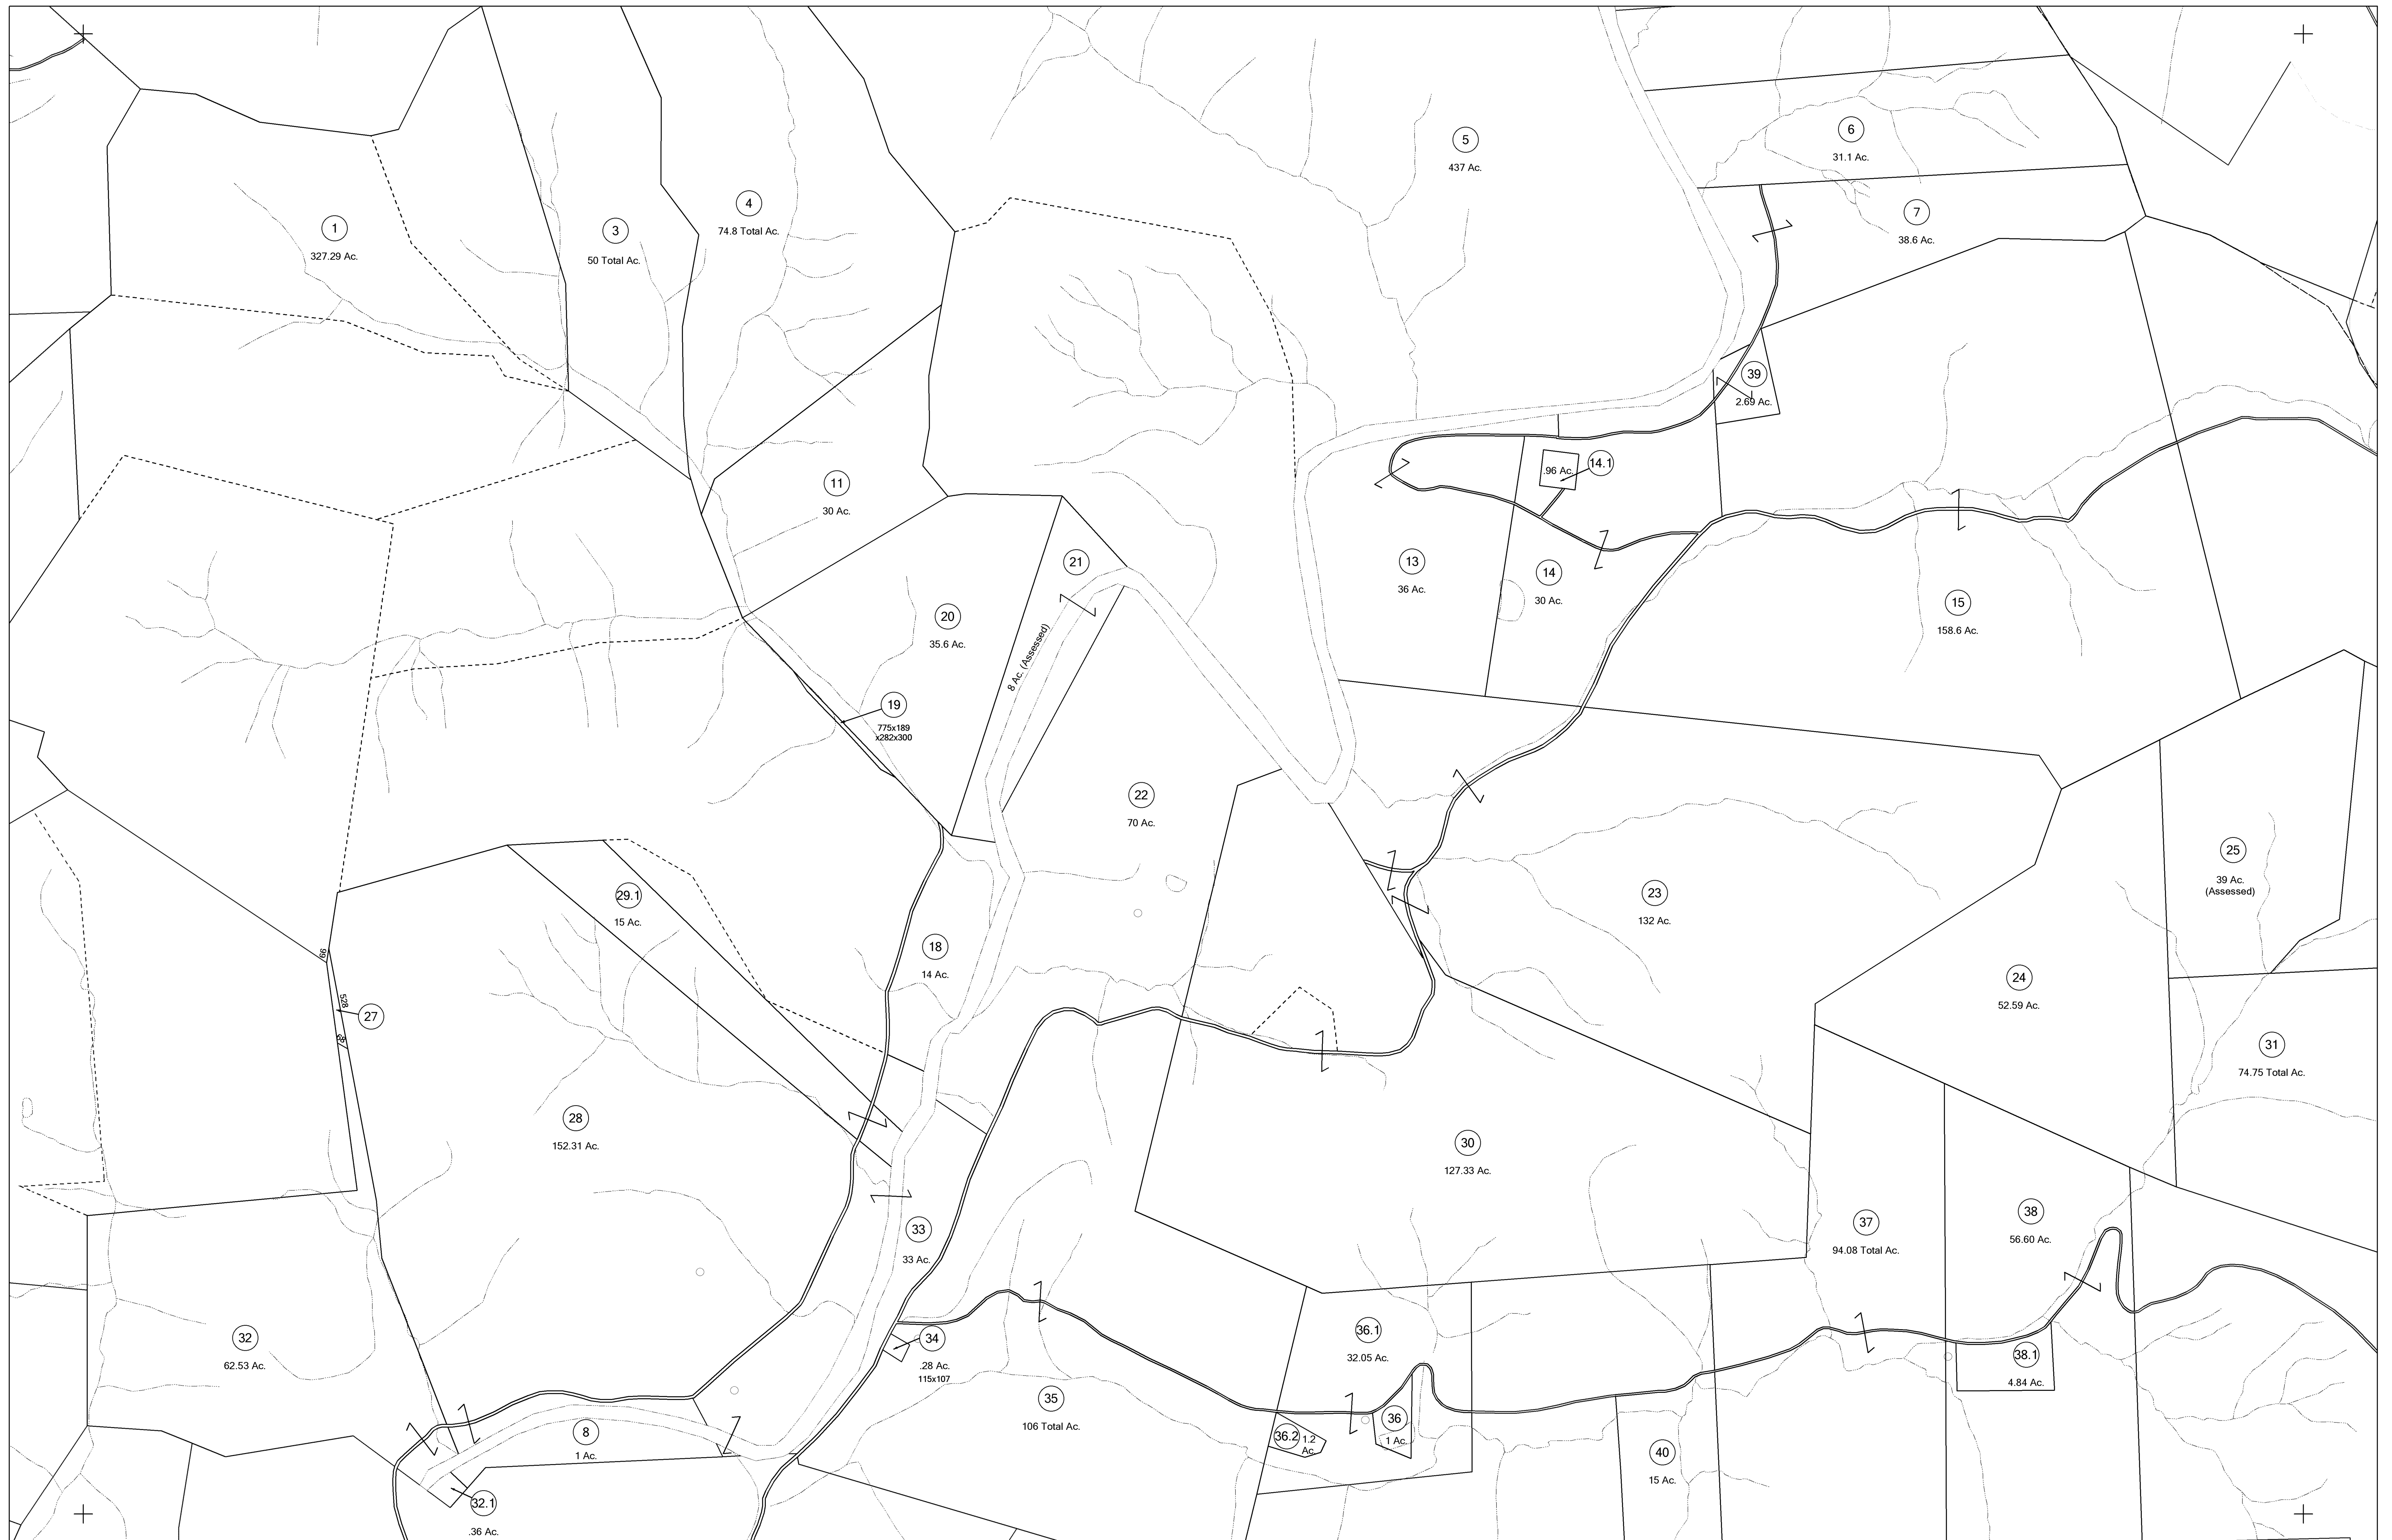 5
437 Ac.
6
31.1 Ac.
4
74.8 Total Ac.
7
38.6 Ac.
1
327.29 Ac.
3
50 Total Ac.
39
2.69 Ac.
14.1
.96 Ac.
11
30 Ac.
21
8 Ac. (Assessed)
13
36 Ac.
14
30 Ac.
15
158.6 Ac.
20
35.6 Ac.
19
775x189
x282x300
22
70 Ac.
25
39 Ac.
(Assessed)
29.1
15 Ac.
23
132 Ac.
18
14 Ac.
24
52.59 Ac.
528
27
31
74.75 Total Ac.
28
152.31 Ac.
30
127.33 Ac.
33
33 Ac.
37
94.08 Total Ac.
38
56.60 Ac.
32
62.53 Ac.
34
.28 Ac.
115x107
36.1
32.05 Ac.
38.1
4.84 Ac.
35
106 Total Ac.
36
1 Ac.
36.2
1.2
Ac.
8
1 Ac.
40
15 Ac.
32.1
.36 Ac.